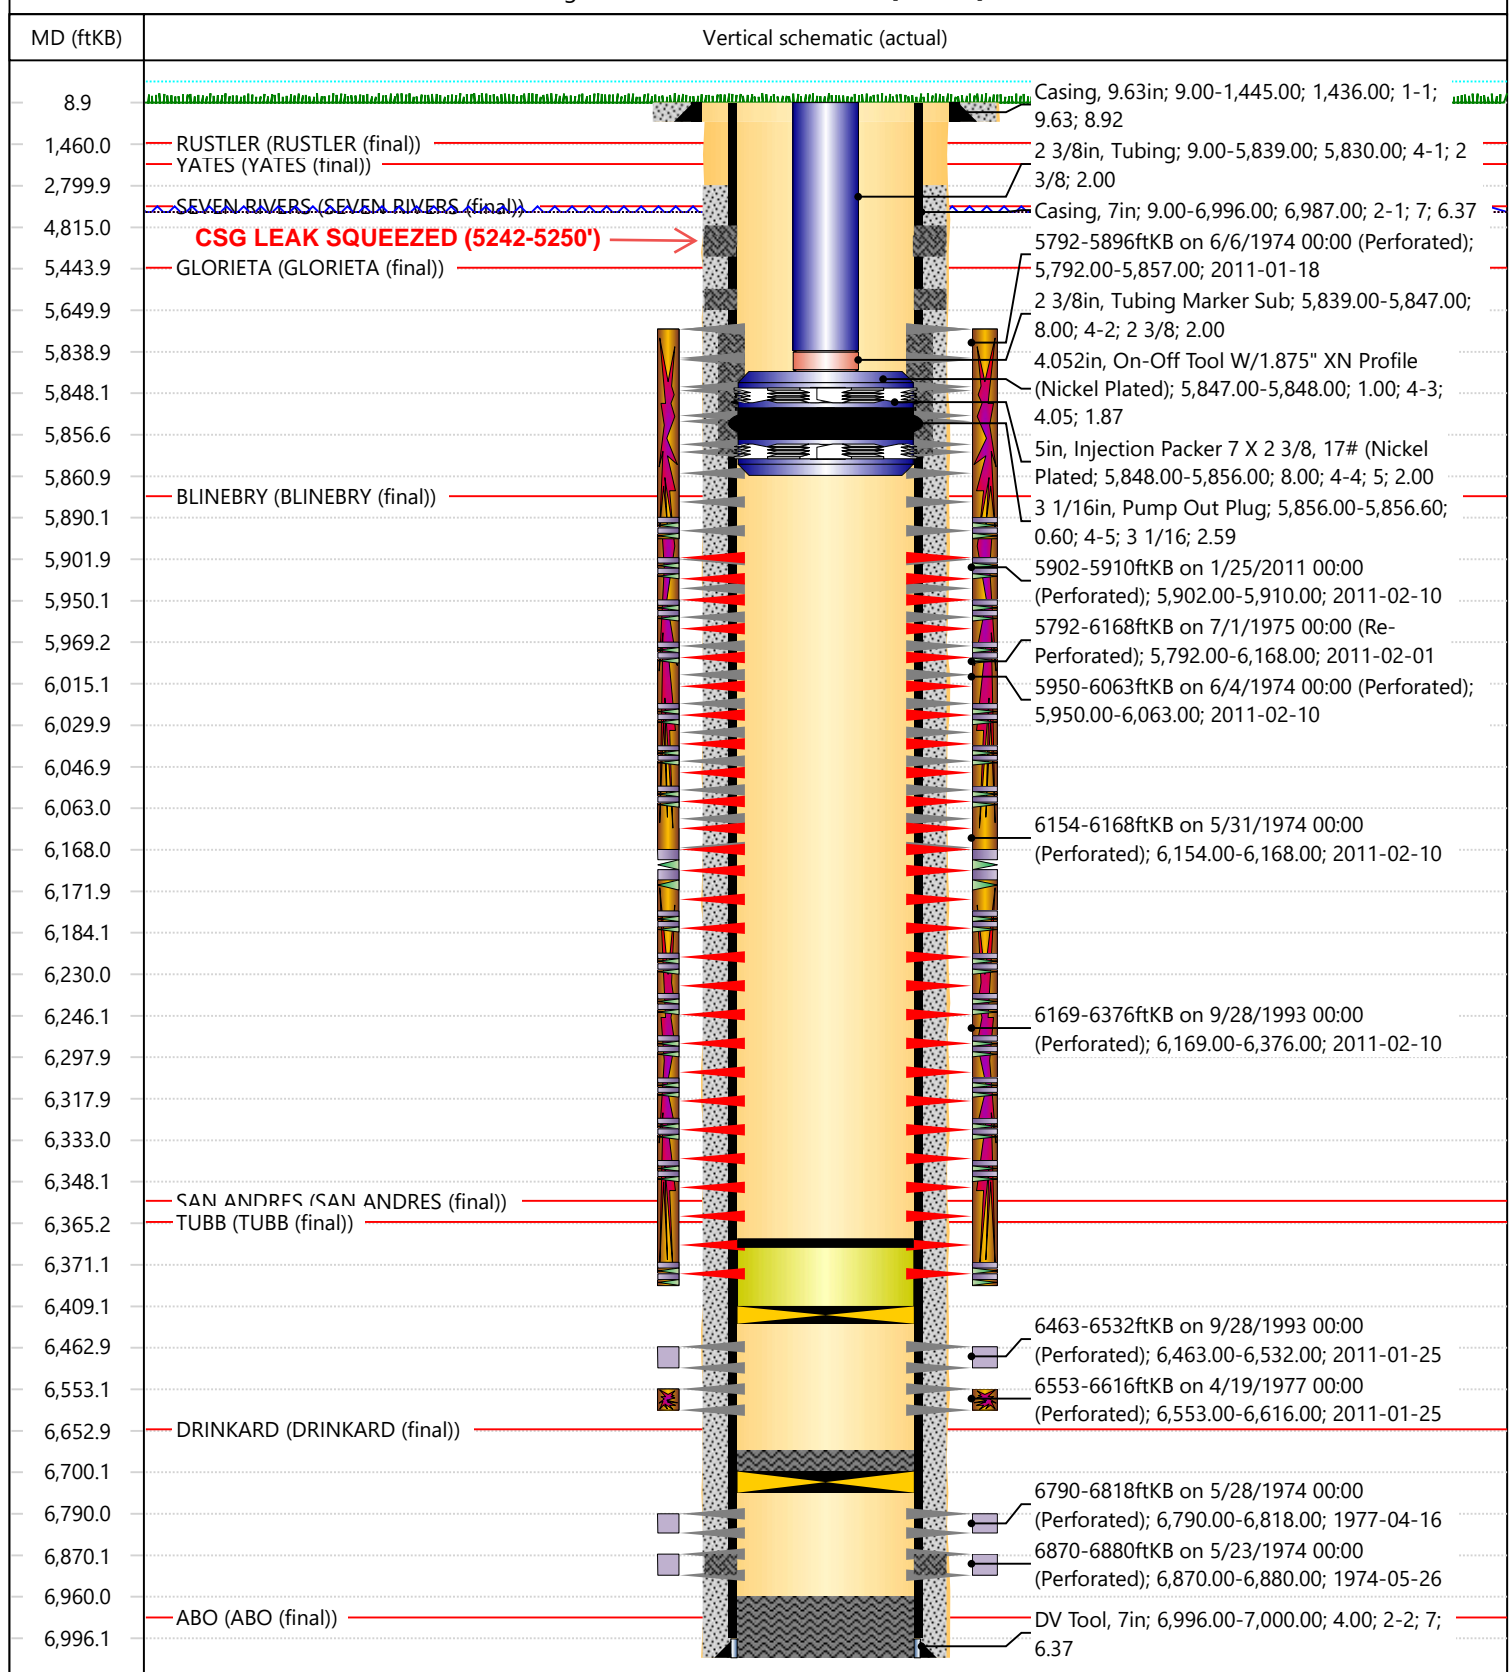 MD (ftKB)
Vertical schematic (actual)
8.9
1,460.0
2,799.9
4,815.0
5,443.9
5,649.9
5,838.9
5,848.1
5,856.6
5,860.9
5,890.1
5,901.9
5,950.1
5,969.2
6,015.1
6,029.9
6,046.9
6,063.0
6,168.0
6,171.9
6,184.1
6,230.0
6,246.1
6,297.9
6,317.9
6,333.0
6,348.1
6,365.2
6,371.1
6,409.1
6,462.9
6,553.1
6,652.9
6,700.1
6,790.0
6,870.1
6,960.0
6,996.1
RUSTLER (RUSTLER (final))
YATES (YATES (final))
SEVEN RIVERS (SEVEN RIVERS (final))
CSG LEAK SQUEEZED (5242-5250')
GLORIETA (GLORIETA (final))
BLINEBRY (BLINEBRY (final))
SAN ANDRES (SAN ANDRES (final))
TUBB (TUBB (final))
DRINKARD (DRINKARD (final))
ABO (ABO (final))
Casing, 9.63in; 9.00-1,445.00; 1,436.00; 1-1;
9.63; 8.92
2 3/8in, Tubing; 9.00-5,839.00; 5,830.00; 4-1; 2
3/8; 2.00
Casing, 7in; 9.00-6,996.00; 6,987.00; 2-1; 7; 6.37
5792-5896ftKB on 6/6/1974 00:00 (Perforated);
5,792.00-5,857.00; 2011-01-18
2 3/8in, Tubing Marker Sub; 5,839.00-5,847.00;
8.00; 4-2; 2 3/8; 2.00
4.052in, On-Off Tool W/1.875" XN Profile
(Nickel Plated); 5,847.00-5,848.00; 1.00; 4-3;
4.05; 1.87
5in, Injection Packer 7 X 2 3/8, 17# (Nickel
Plated; 5,848.00-5,856.00; 8.00; 4-4; 5; 2.00
3 1/16in, Pump Out Plug; 5,856.00-5,856.60;
0.60; 4-5; 3 1/16; 2.59
5902-5910ftKB on 1/25/2011 00:00
(Perforated); 5,902.00-5,910.00; 2011-02-10
5792-6168ftKB on 7/1/1975 00:00 (Re-
Perforated); 5,792.00-6,168.00; 2011-02-01
5950-6063ftKB on 6/4/1974 00:00 (Perforated);
5,950.00-6,063.00; 2011-02-10
6154-6168ftKB on 5/31/1974 00:00
(Perforated); 6,154.00-6,168.00; 2011-02-10
6169-6376ftKB on 9/28/1993 00:00
(Perforated); 6,169.00-6,376.00; 2011-02-10
6463-6532ftKB on 9/28/1993 00:00
(Perforated); 6,463.00-6,532.00; 2011-01-25
6553-6616ftKB on 4/19/1977 00:00
(Perforated); 6,553.00-6,616.00; 2011-01-25
6790-6818ftKB on 5/28/1974 00:00
(Perforated); 6,790.00-6,818.00; 1977-04-16
6870-6880ftKB on 5/23/1974 00:00
(Perforated); 6,870.00-6,880.00; 1974-05-26
DV Tool, 7in; 6,996.00-7,000.00; 4.00; 2-2; 7;
6.37